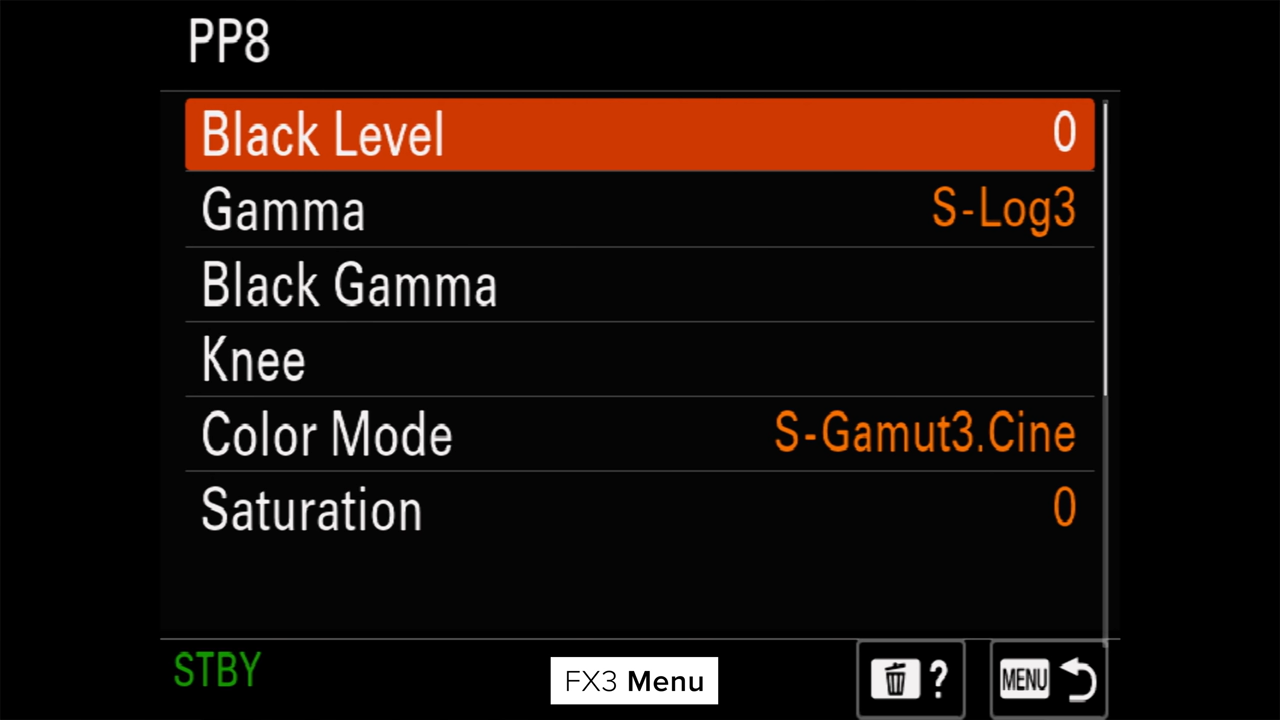 PP8
Black Level 0
Gamma S-Log3
Black Gamma
Knee
Color Mode S-Gamut3.Cine
Saturation 0
STBY FX3 Menu ? MENU